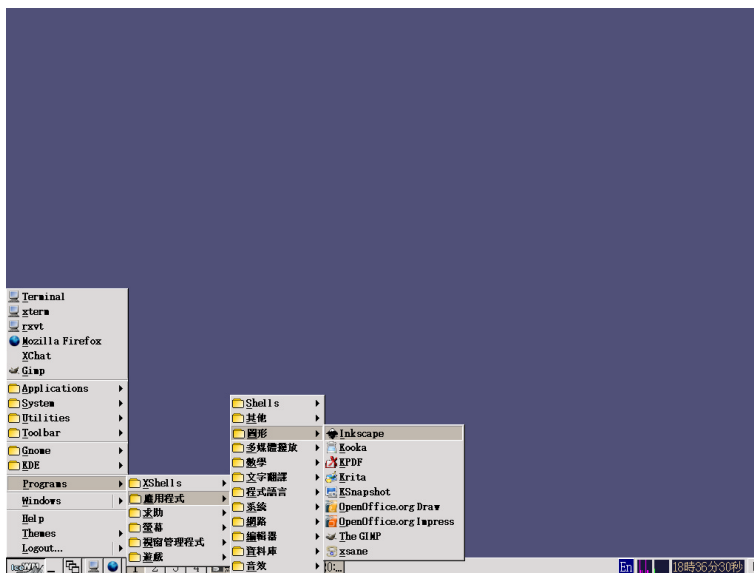 Terminal
xterm
rxvt
Mozilla Firefox
XChat
Gimp
Applications
System
Utilities
Toolbar
Gnome
KDE
Programs
Windows
Help
Themes
Logout...
XShells
應用程式
求助
螢幕
視窗管理程式
遊戲
Shells
其他
圖形
多媒體播放
數學
文字翻譯
程式語言
系統
網路
編輯器
資料庫
音效
Inkscape
Kooka
KPDF
Krita
KSnapshot
OpenOffice.org Draw
OpenOffice.org Impress
The GIMP
xsane
1 2 3 4
En
18時36分30秒